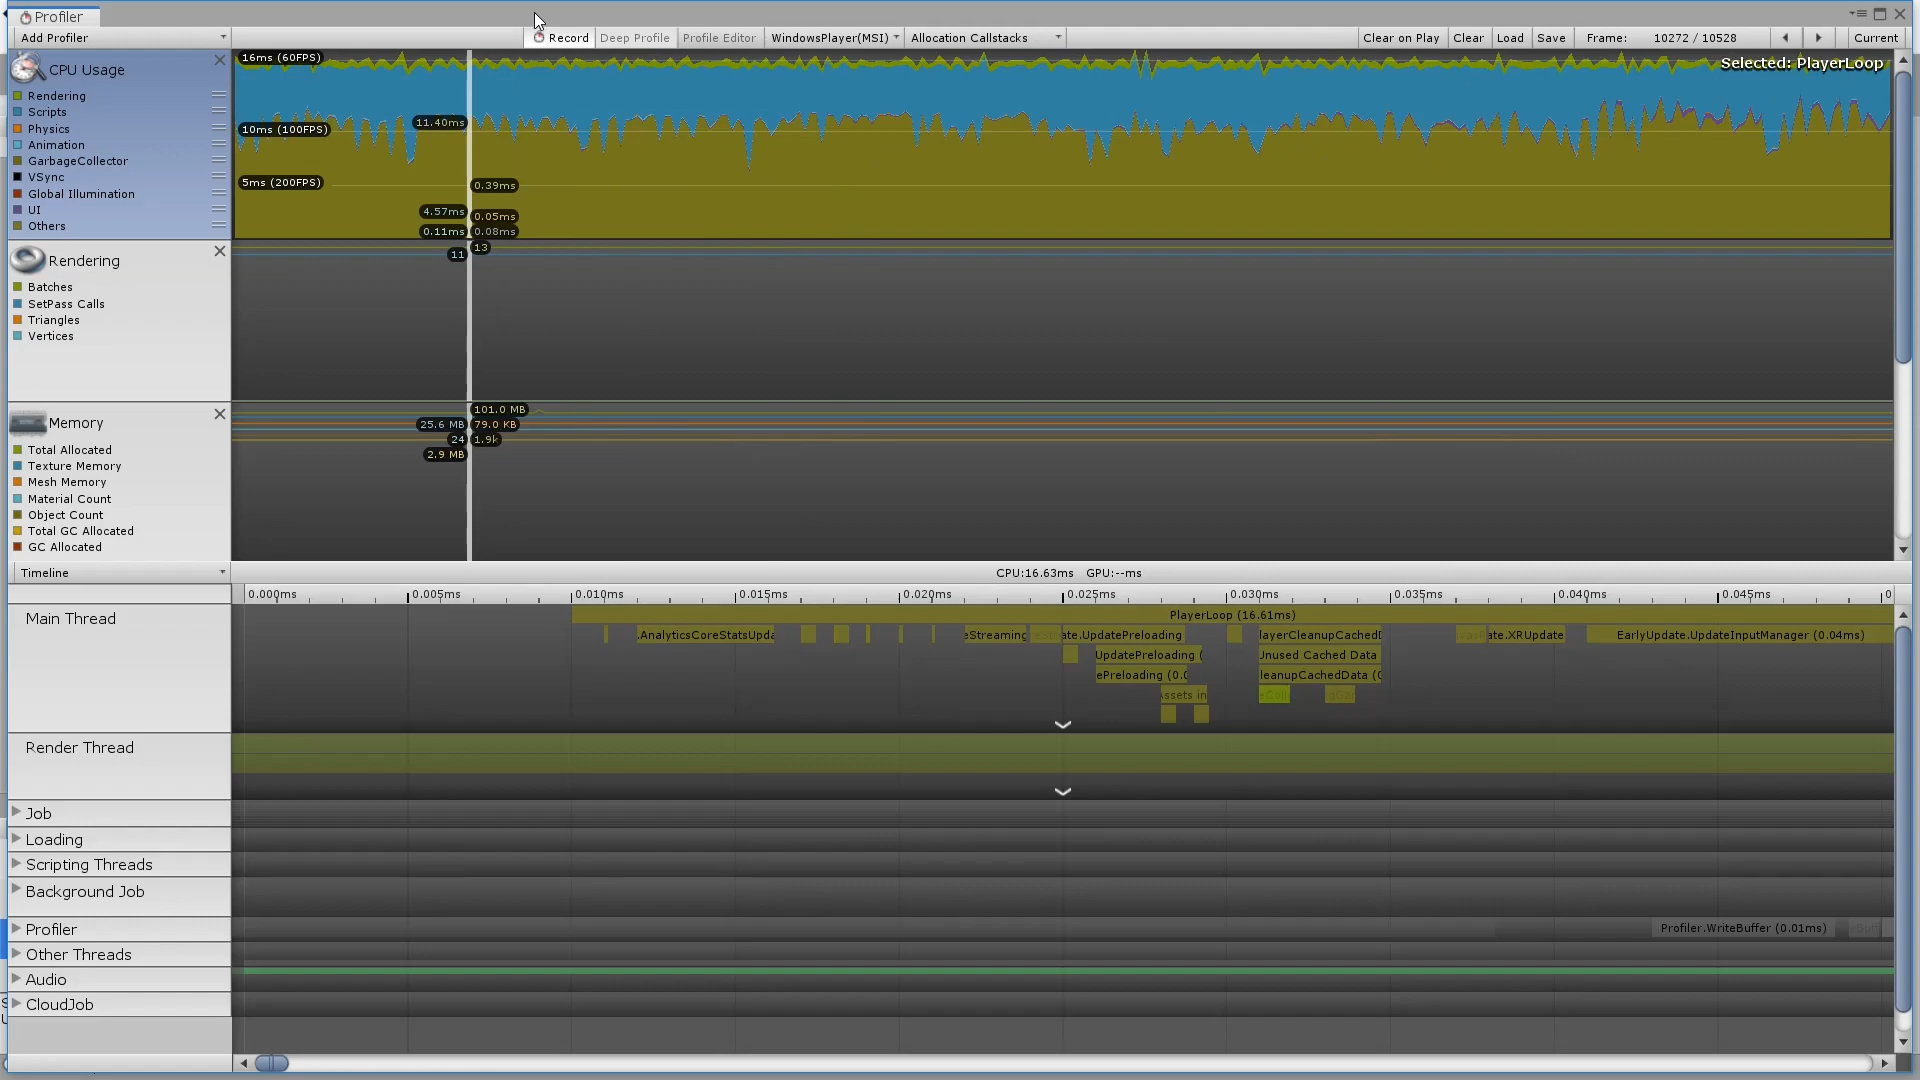 Profiler
Add Profiler
Record
Deep Profile
Profile Editor
WindowsPlayer(MSI)
Allocation Callstacks
Clear on Play
Clear
Load
Save
Frame: 10272 / 10528
Current
CPU Usage
Rendering
Scripts
Physics
Animation
GarbageCollector
VSync
Global Illumination
UI
Others
16ms (60FPS)
10ms (100FPS)
5ms (200FPS)
Selected: PlayerLoop
11.40ms
0.39ms
4.57ms
0.05ms
0.11ms
0.08ms
Rendering
Batches
SetPass Calls
Triangles
Vertices
13
11
Memory
Total Allocated
Texture Memory
Mesh Memory
Material Count
Object Count
Total GC Allocated
GC Allocated
101.0 MB
25.6 MB
79.0 KB
24
1.9k
2.9 MB
Timeline
CPU:16.63ms GPU:--ms
0.000ms
0.005ms
0.010ms
0.015ms
0.020ms
0.025ms
0.030ms
0.035ms
0.040ms
0.045ms
0
Main Thread
PlayerLoop (16.61ms)
.AnalyticsCoreStatsUpda
eStreaming
ate.UpdatePreloading
layerCleanupCached
ate.XRUpdate
EarlyUpdate.UpdateInputManager (0.04ms)
UpdatePreloading (
Unused Cached Data
ePreloading (0.0
leanupCachedData (0
Assets in
Render Thread
Job
Loading
Scripting Threads
Background Job
Profiler
Profiler.WriteBuffer (0.01ms)
Other Threads
Audio
CloudJob